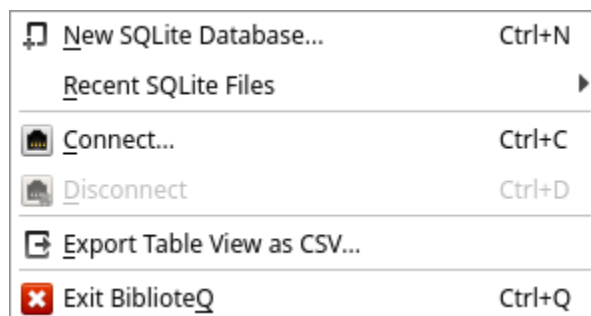 New SQLite Database... Ctrl+N
Recent SQLite Files
Connect... Ctrl+C
Disconnect Ctrl+D
Export Table View as CSV...
Exit BiblioteQ Ctrl+Q